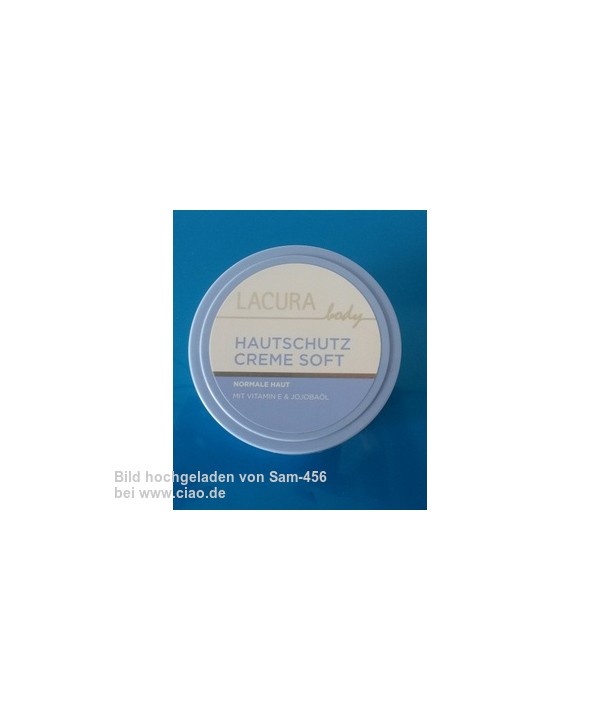 LACURA
body
HAUTSCHUTZ
CREME SOFT
NORMALE HAUT
MIT VITAMIN E & JOJOBAÖL
Bild hochgeladen von Sam-456
bei www.ciao.de